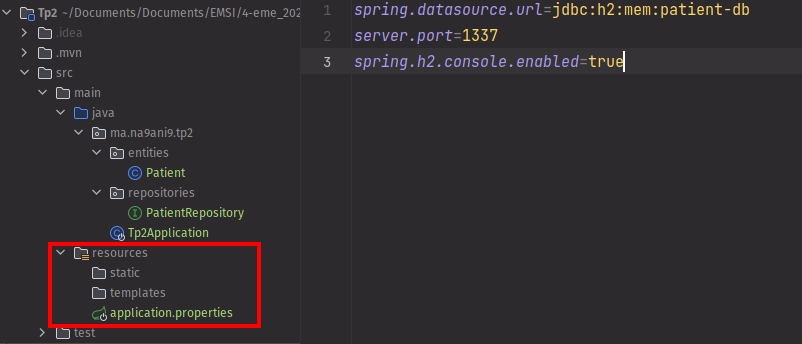 Tp2 ~/Documents/Documents/EMSI/4-eme_202
.idea
.mvn
src
main
java
ma.na9ani9.tp2
entities
Patient
repositories
PatientRepository
Tp2Application
resources
static
templates
application.properties
test
1 spring.datasource.url=jdbc:h2:mem:patient-db
2 server.port=1337
3 spring.h2.console.enabled=true